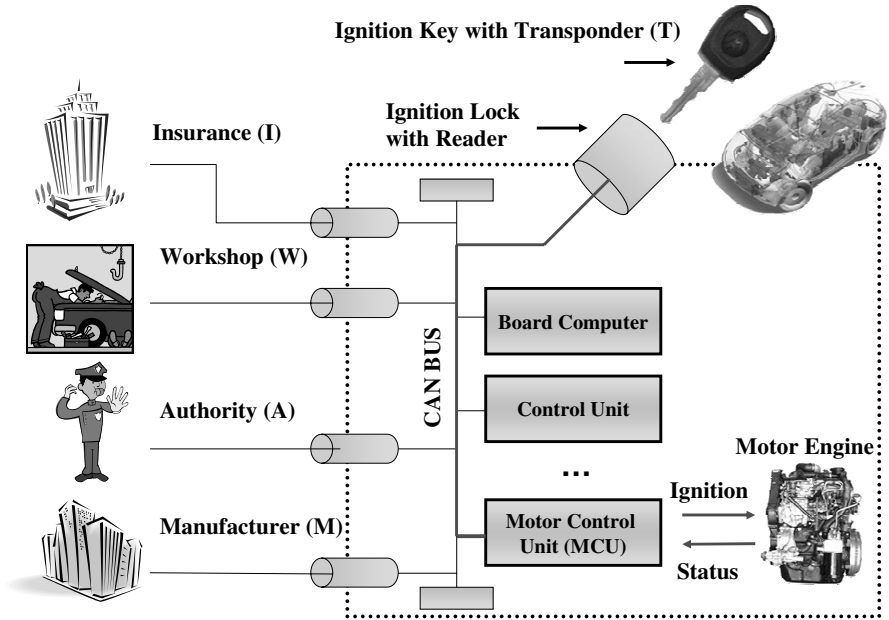 Ignition Key with Transponder (T)
Ignition Lock
with Reader
Insurance (I)
Workshop (W)
Authority (A)
Manufacturer (M)
CAN BUS
Board Computer
Control Unit
...
Motor Control
Unit (MCU)
Motor Engine
Ignition
Status